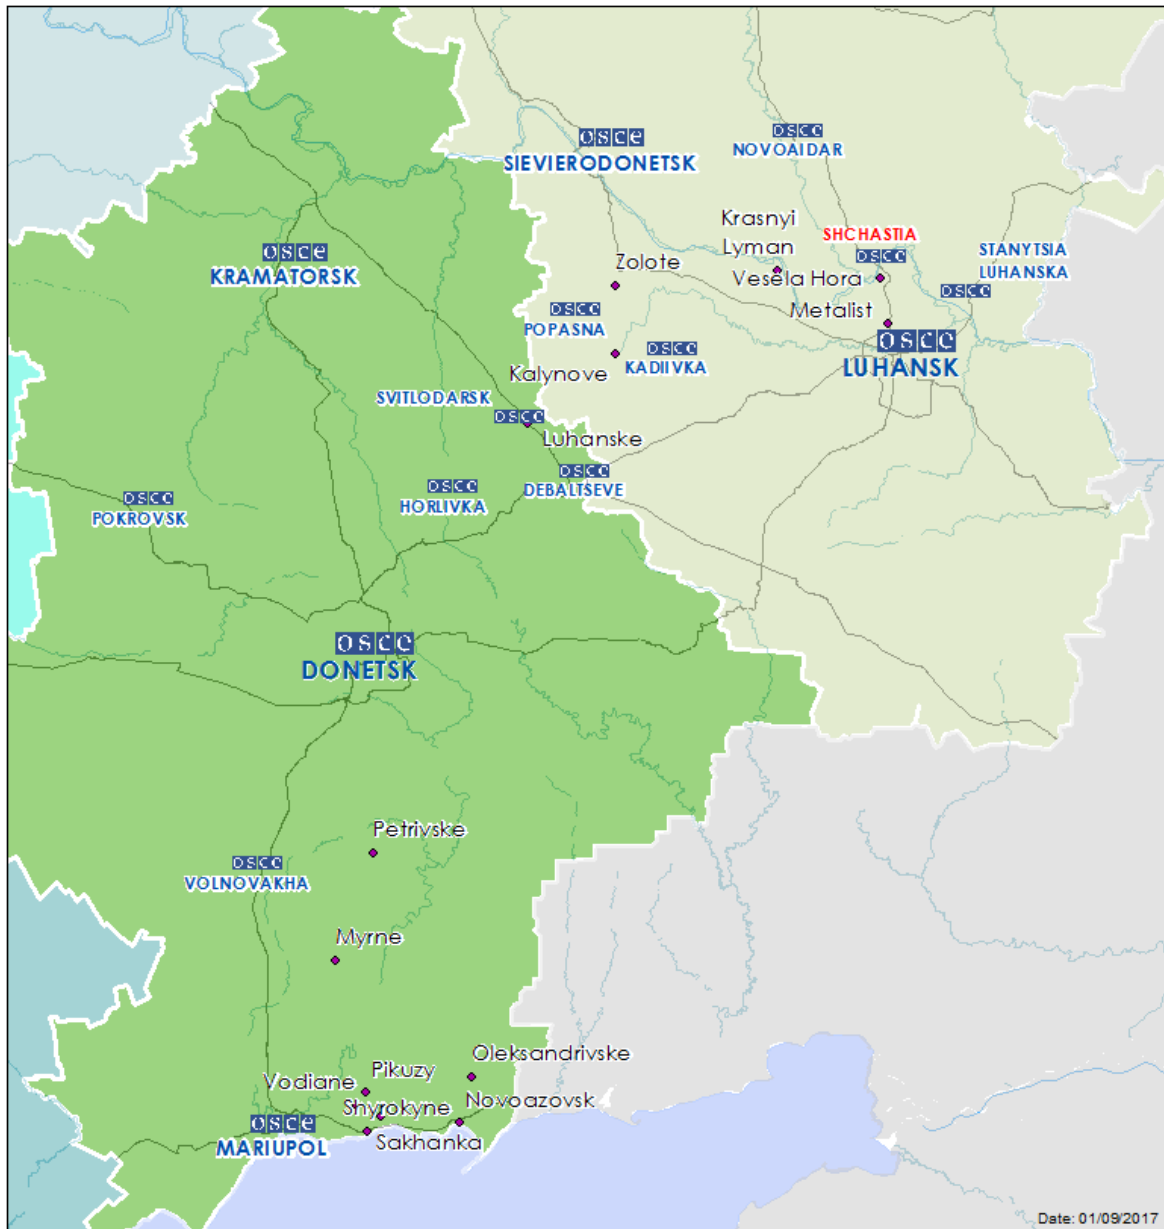 osce
SIEVIERODONETSK
osce
NOVOAIDAR
Krasnyi
Lyman
SHCHASTIA
osce
STANYTSIA
LUHANSKA
osce
osce
KRAMATORSK
Zolote
Vesela Hora
Metalist
osce
POPASNA
osce
LUHANSK
osce
KADIIVKA
Kalynove
SVITLODARSK
osce
Luhanske
osce
DEBALTSEVE
osce
HORLIVKA
osce
POKROVSK
osce
DONETSK
Petrivske
osce
VOLNOVAKHA
Myrne
Oleksandrivske
Pikuzy
Vodiane
Novoazovsk
Shyrokyne
osce
MARIUPOL
Sakhanka
Date: 01/09/2017